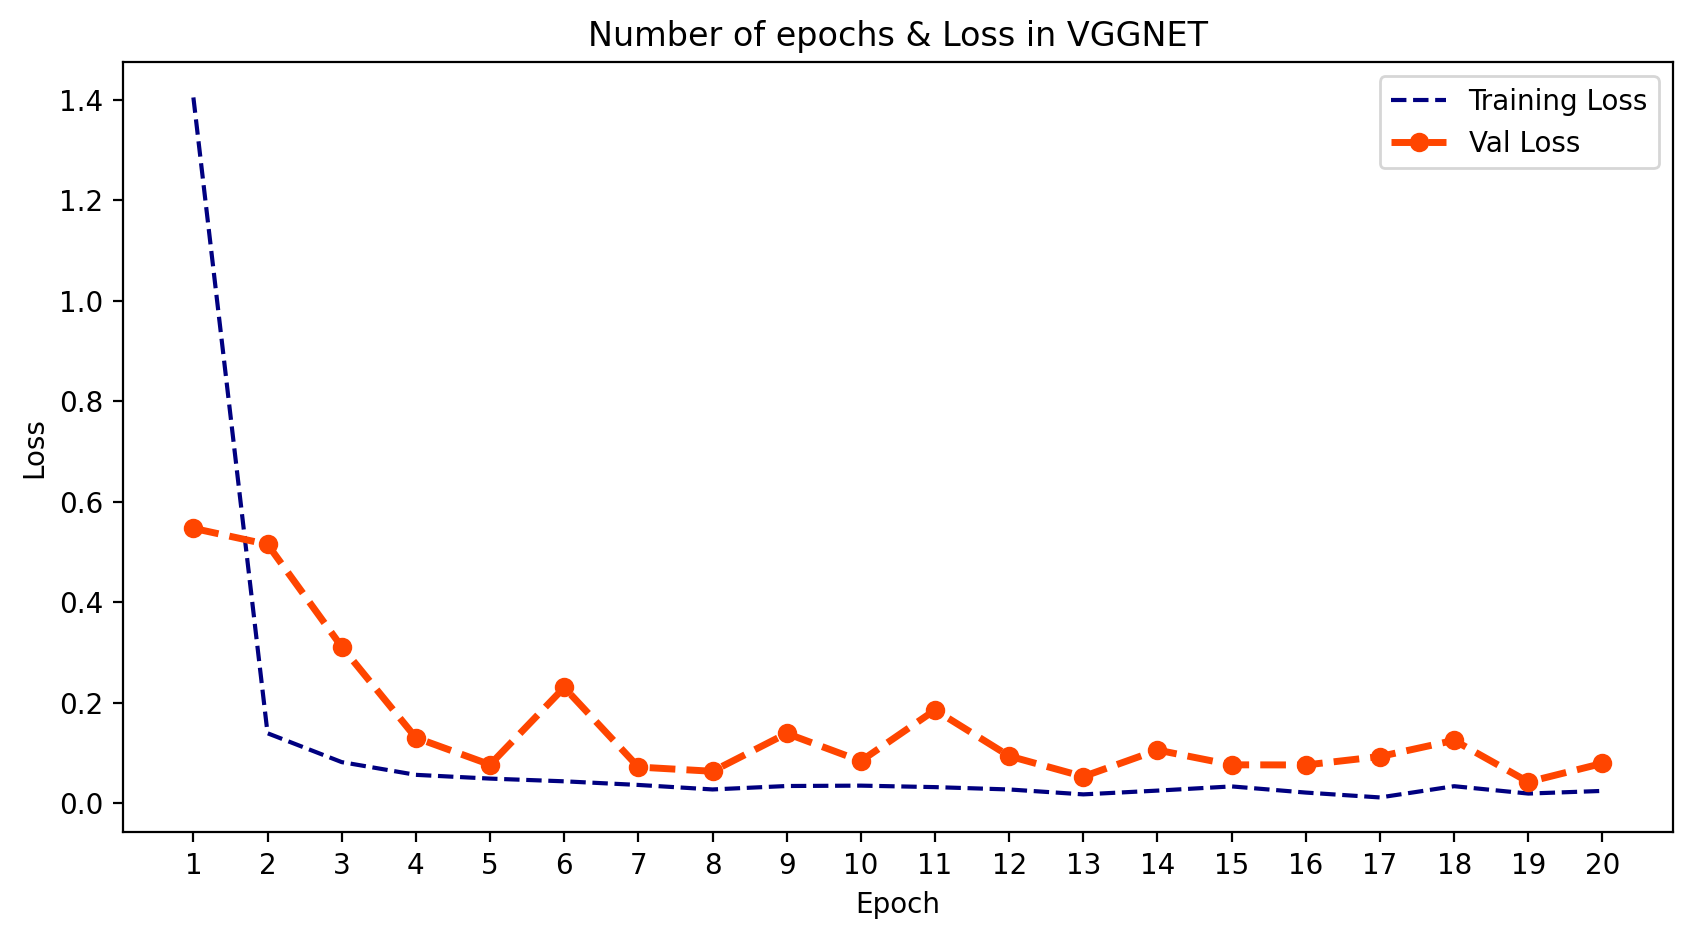 Number of epochs & Loss in VGGNET
Training Loss
Val Loss
1.4
1.2
1.0
0.8
0.6
0.4
0.2
0.0
Loss
1 2 3 4 5 6 7 8 9 10 11 12 13 14 15 16 17 18 19 20
Epoch